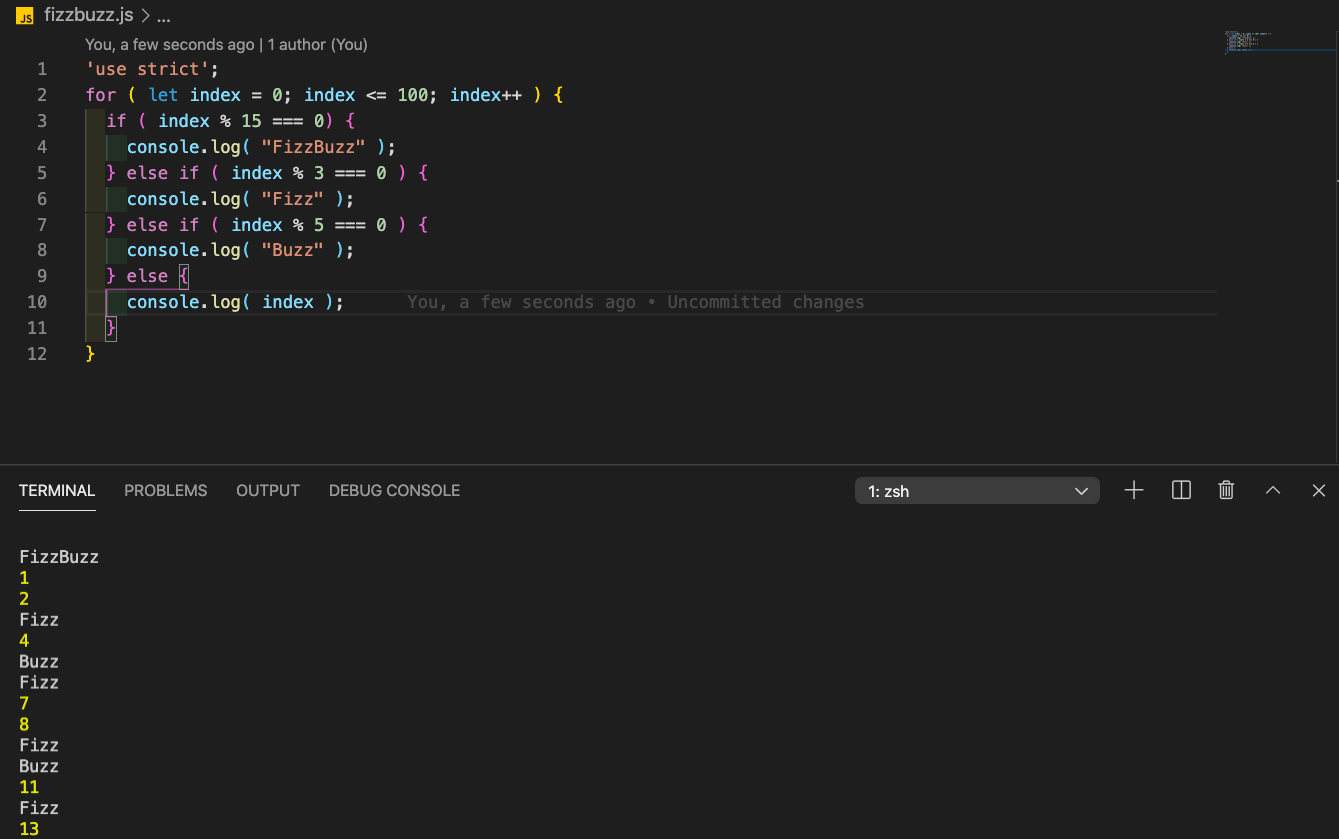 JS fizzbuzz.js > ...
You, a few seconds ago | 1 author (You)
1 'use strict';
2 for ( let index = 0; index <= 100; index++ ) {
3   if ( index % 15 === 0) {
4     console.log( "FizzBuzz" );
5   } else if ( index % 3 === 0 ) {
6     console.log( "Fizz" );
7   } else if ( index % 5 === 0 ) {
8     console.log( "Buzz" );
9   } else {
10     console.log( index ); You, a few seconds ago • Uncommitted changes
11   }
12 }
TERMINAL PROBLEMS OUTPUT DEBUG CONSOLE 1: zsh
FizzBuzz
1
2
Fizz
4
Buzz
Fizz
7
8
Fizz
Buzz
11
Fizz
13